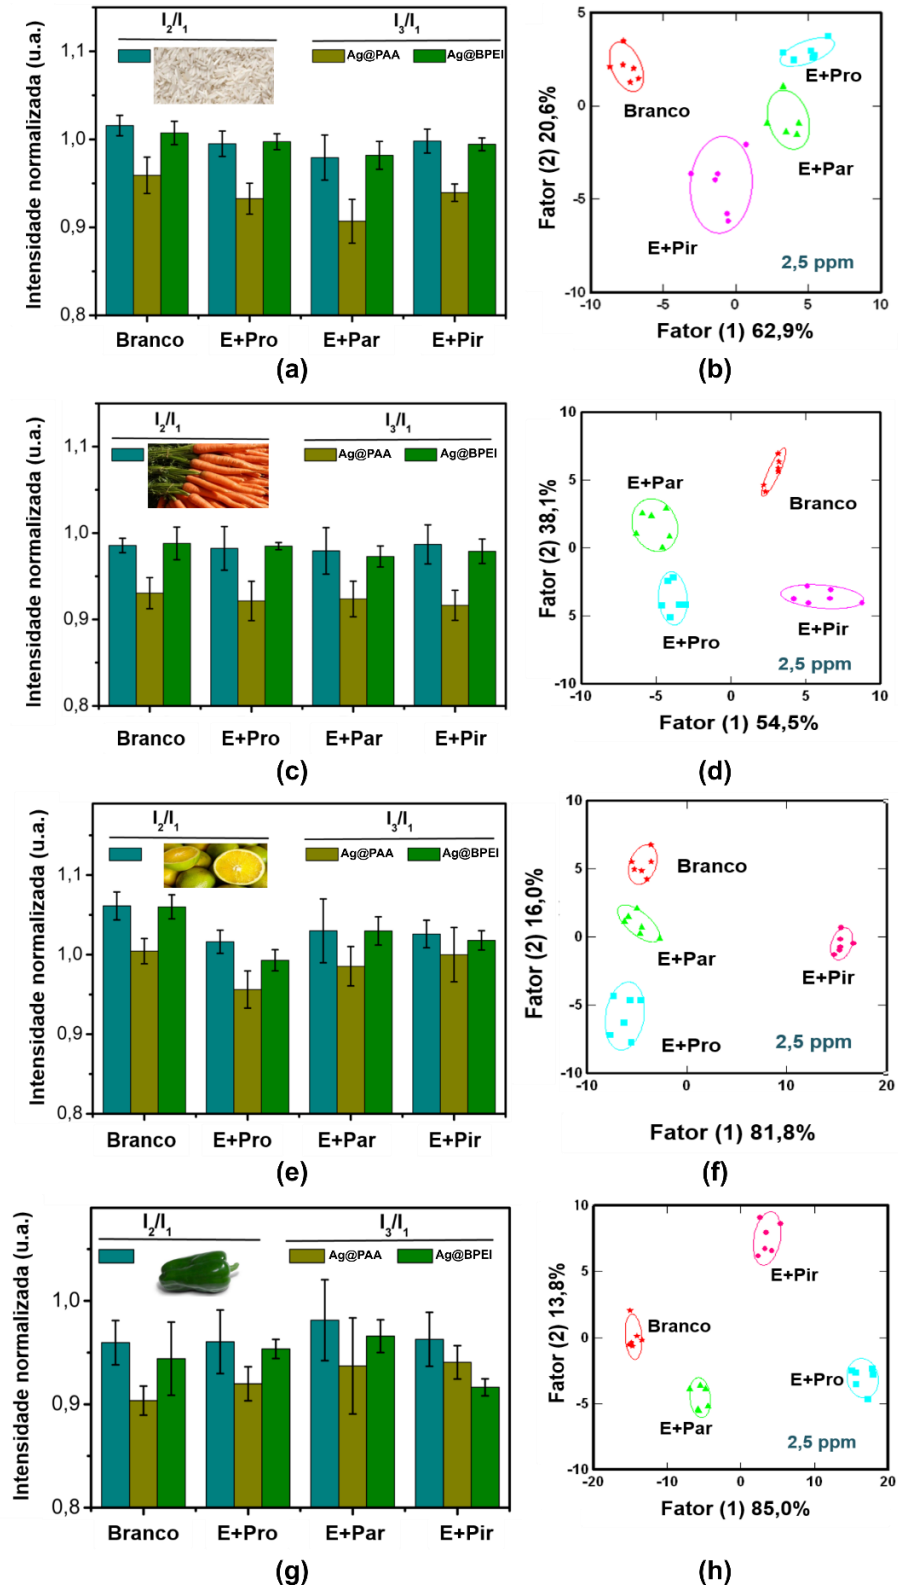 I2/I1
I3/I1
Ag@PAA
Ag@BPEI
Intensidade normalizada (u.a.)
1,1
1,0
0,9
0,8
Branco
E+Pro
E+Par
E+Pir
(a)
Fator (2) 20,6%
5
0
-5
-10
Branco
E+Pro
E+Par
E+Pir
2,5 ppm
-10
-5
0
5
10
Fator (1) 62,9%
(b)
I2/I1
I3/I1
Ag@PAA
Ag@BPEI
Intensidade normalizada (u.a.)
1,1
1,0
0,9
0,8
Branco
E+Pro
E+Par
E+Pir
(c)
Fator (2) 38,1%
10
5
0
5
-10
E+Par
Branco
E+Pro
E+Pir
2,5 ppm
-10
-5
0
5
10
Fator (1) 54,5%
(d)
I2/I1
I3/I1
Ag@PAA
Ag@BPEI
Intensidade normalizada (u.a.)
1,1
1,0
0,9
0,8
Branco
E+Pro
E+Par
E+Pir
(e)
Fator (2) 16,0%
10
5
0
-5
-10
Branco
E+Par
E+Pir
E+Pro
2,5 ppm
-10
0
10
20
Fator (1) 81,8%
(f)
I2/I1
I3/I1
Ag@PAA
Ag@BPEI
Intensidade normalizada (u.a.)
1,0
0,9
0,8
Branco
E+Pro
E+Par
E+Pir
(g)
Fator (2) 13,8%
10
5
0
-5
-10
E+Pir
Branco
E+Pro
E+Par
2,5 ppm
-20
-10
0
10
20
Fator (1) 85,0%
(h)